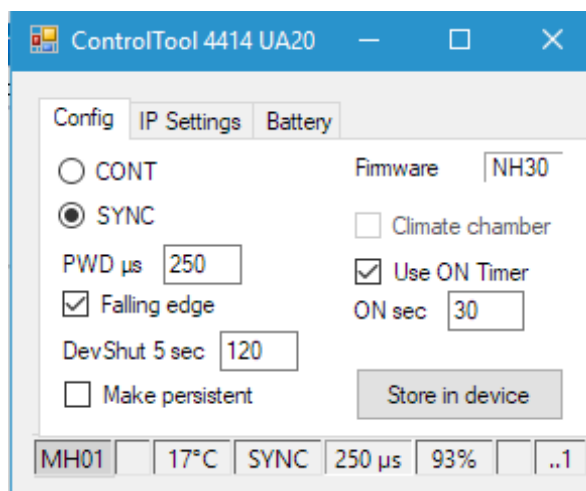 ControlTool 4414 UA20
Config IP Settings Battery
CONT
Firmware NH30
SYNC
Climate chamber
PWD µs 250
Use ON Timer
Falling edge
ON sec 30
DevShut 5 sec 120
Make persistent
Store in device
MH01 17°C SYNC 250 µs 93% ..1